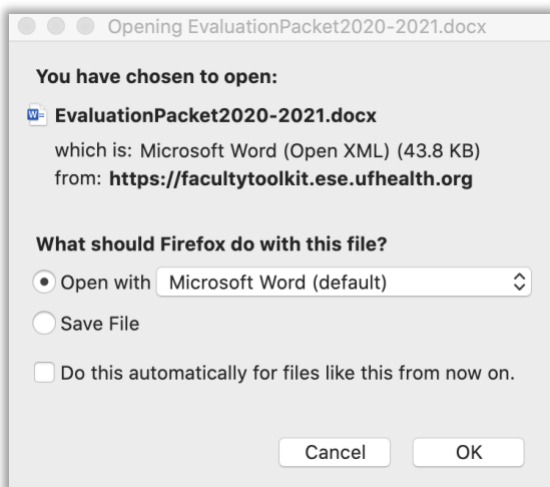 Opening EvaluationPacket2020-2021.docx
You have chosen to open:
EvaluationPacket2020-2021.docx
which is: Microsoft Word (Open XML) (43.8 KB)
from: https://facultytoolkit.ese.ufhealth.org
What should Firefox do with this file?
Open with Microsoft Word (default)
Save File
Do this automatically for files like this from now on.
Cancel OK